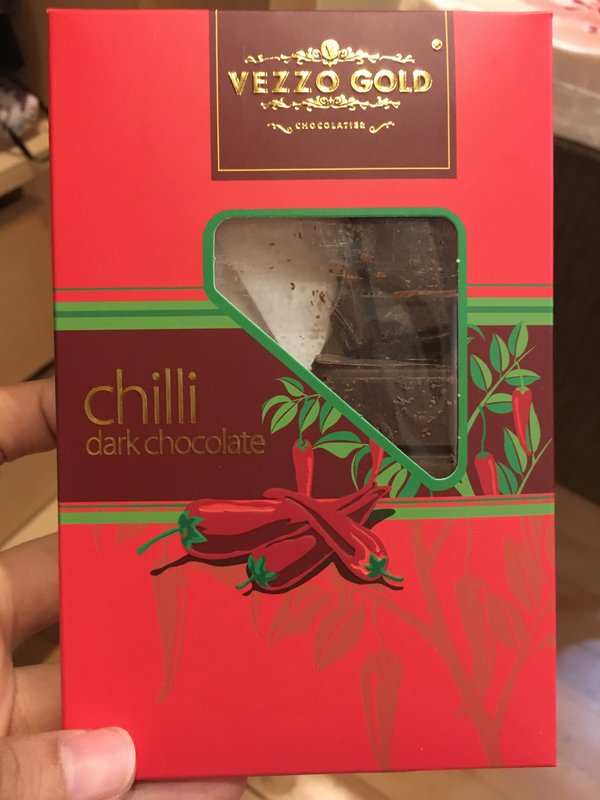 V
VEZZO GOLD
CHOCOLATIER
chilli
dark chocolate